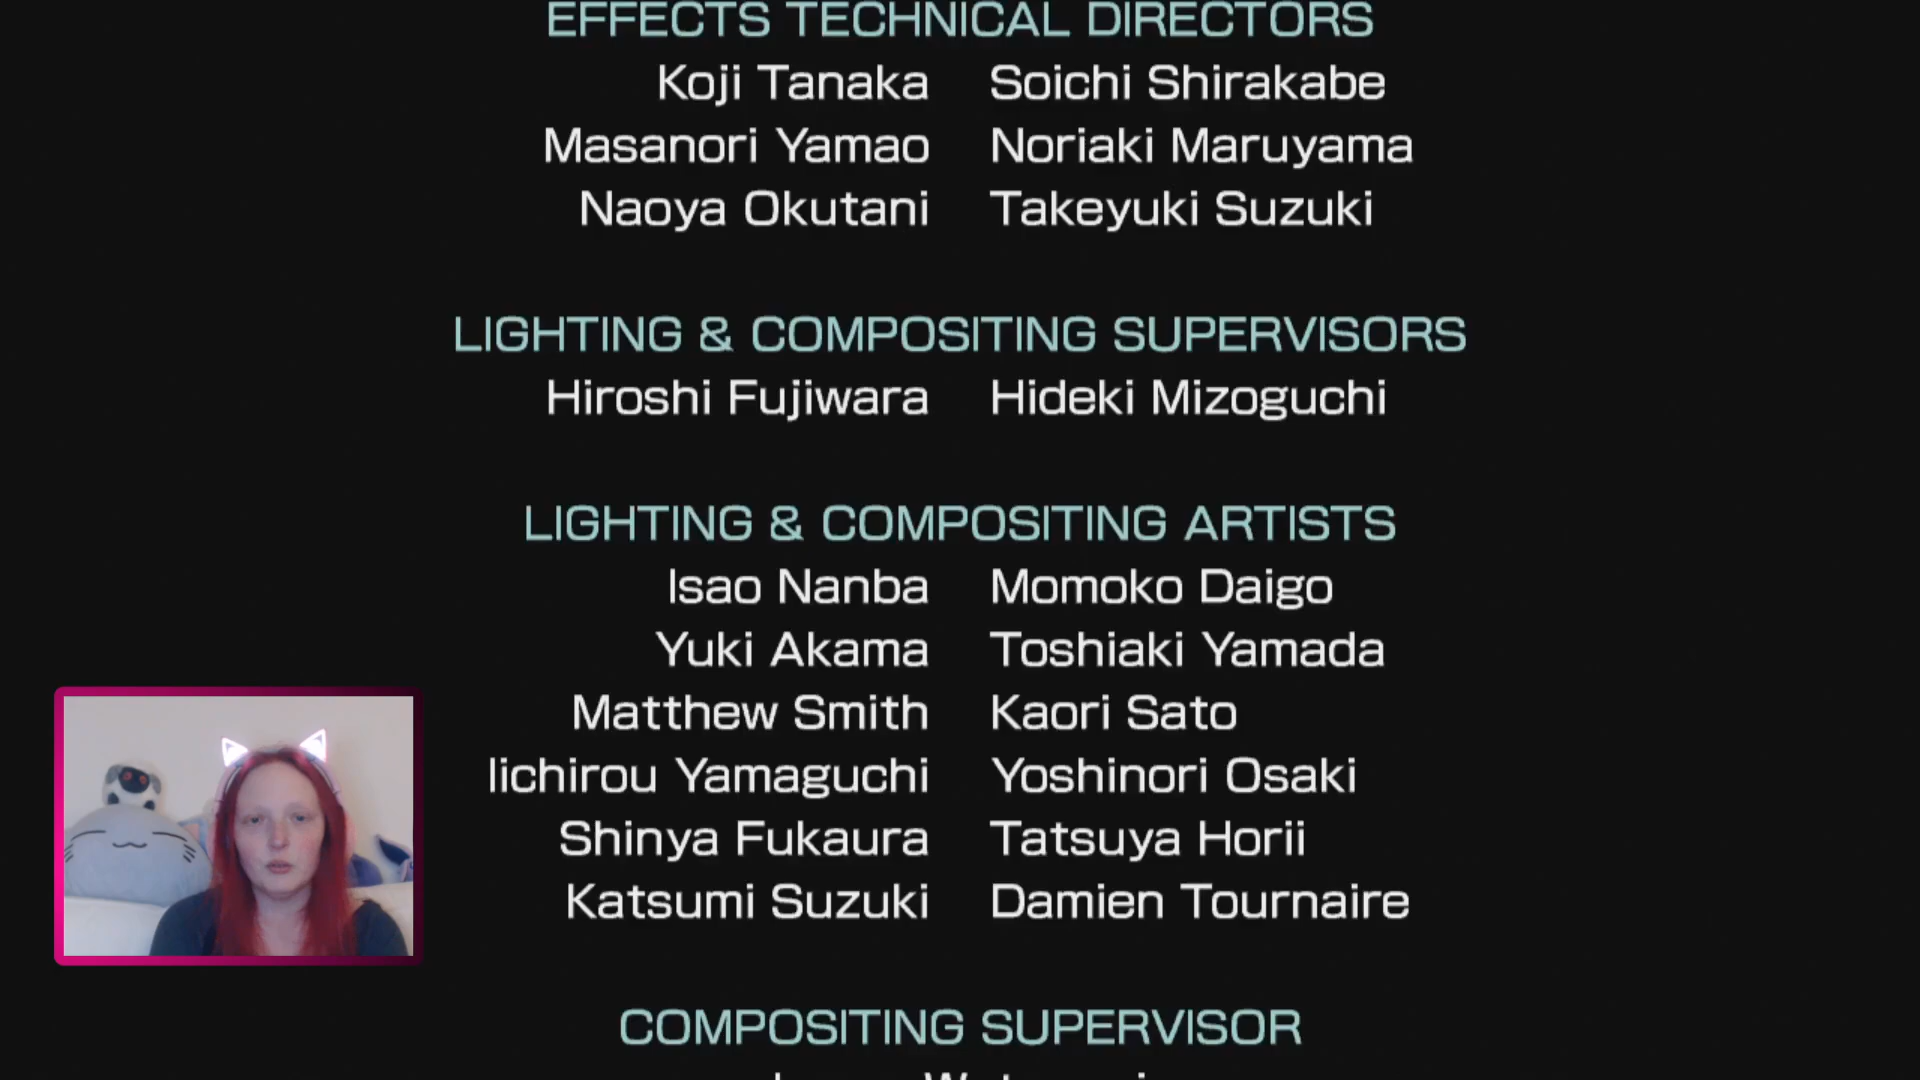 EFFECTS TECHNICAL DIRECTORS
Koji Tanaka Soichi Shirakabe
Masanori Yamao Noriaki Maruyama
Naoya Okutani Takeyuki Suzuki
LIGHTING & COMPOSITING SUPERVISORS
Hiroshi Fujiwara Hideki Mizoguchi
LIGHTING & COMPOSITING ARTISTS
Isao Nanba Momoko Daigo
Yuki Akama Toshiaki Yamada
Matthew Smith Kaori Sato
Iichirou Yamaguchi Yoshinori Osaki
Shinya Fukaura Tatsuya Horii
Katsumi Suzuki Damien Tournaire
COMPOSITING SUPERVISOR